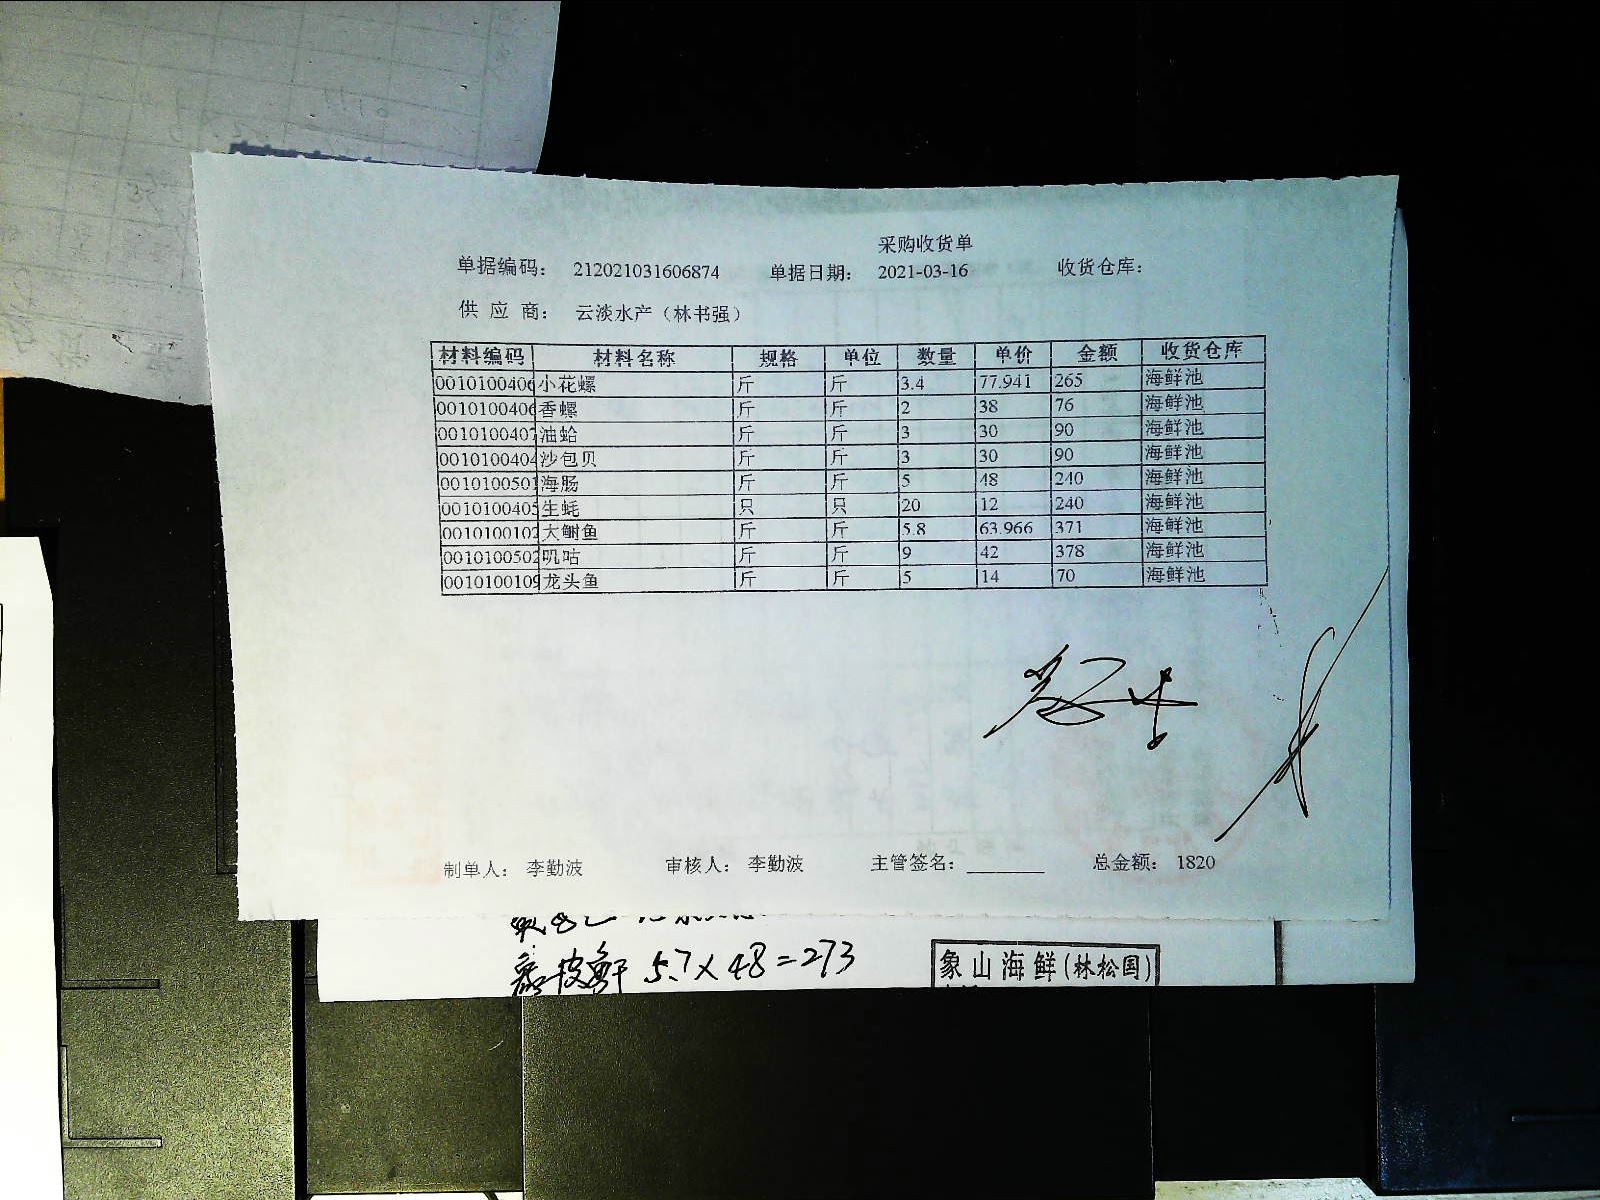 采购收货单
单据编码： 212021031606874 单据日期： 2021-03-16 收货仓库：
供 应 商： 云淡水产（林书强）
材料编码 材料名称 规格 单位 数量 单价 金额 收货仓库
0010100406 小花螺 斤 斤 3.4 77.941 265 海鲜池
0010100406 香螺 斤 斤 2 38 76 海鲜池
0010100407 油蛤 斤 斤 3 30 90 海鲜池
0010100404 沙包贝 斤 斤 3 30 90 海鲜池
0010100501 海肠 斤 斤 5 48 240 海鲜池
0010100405 生蚝 只 只 20 12 240 海鲜池
0010100102 大鲥鱼 斤 斤 5.8 63.966 371 海鲜池
0010100502 叽咕 斤 斤 9 42 378 海鲜池
0010100109 龙头鱼 斤 斤 5 14 70 海鲜池
制单人： 李勤波 审核人： 李勤波 主管签名： 总金额： 1820
5.7×48=273
象山海鲜(林松国)